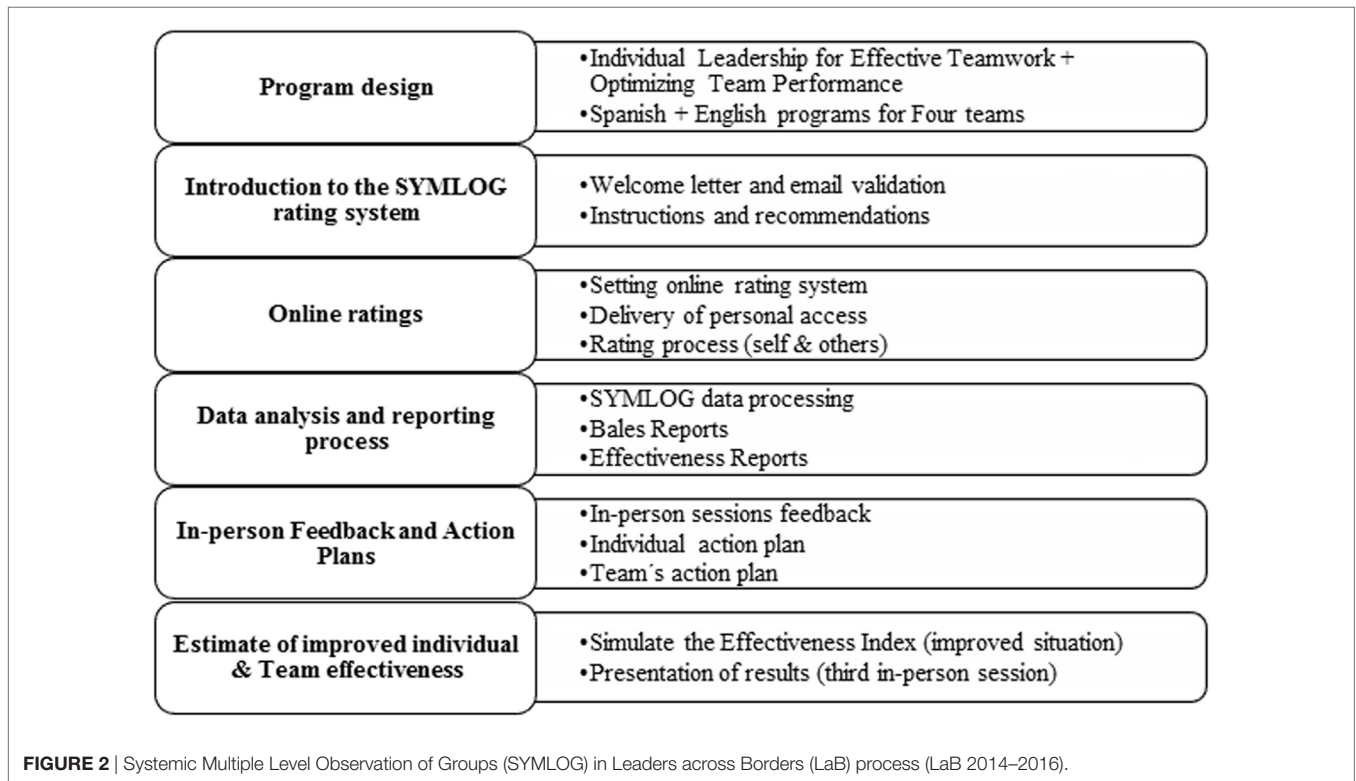 Program design
•Individual Leadership for Effective Teamwork +
Optimizing Team Performance
•Spanish + English programs for Four teams
Introduction to the SYMLOG
rating system
•Welcome letter and email validation
•Instructions and recommendations
Online ratings
•Setting online rating system
•Delivery of personal access
•Rating process (self & others)
Data analysis and reporting
process
•SYMLOG data processing
•Bales Reports
•Effectiveness Reports
In-person Feedback and Action
Plans
•In-person sessions feedback
•Individual action plan
•Team´s action plan
Estimate of improved individual
& Team effectiveness
•Simulate the Effectiveness Index (improved situation)
•Presentation of results (third in-person session)
FIGURE 2 | Systemic Multiple Level Observation of Groups (SYMLOG) in Leaders across Borders (LaB) process (LaB 2014–2016).